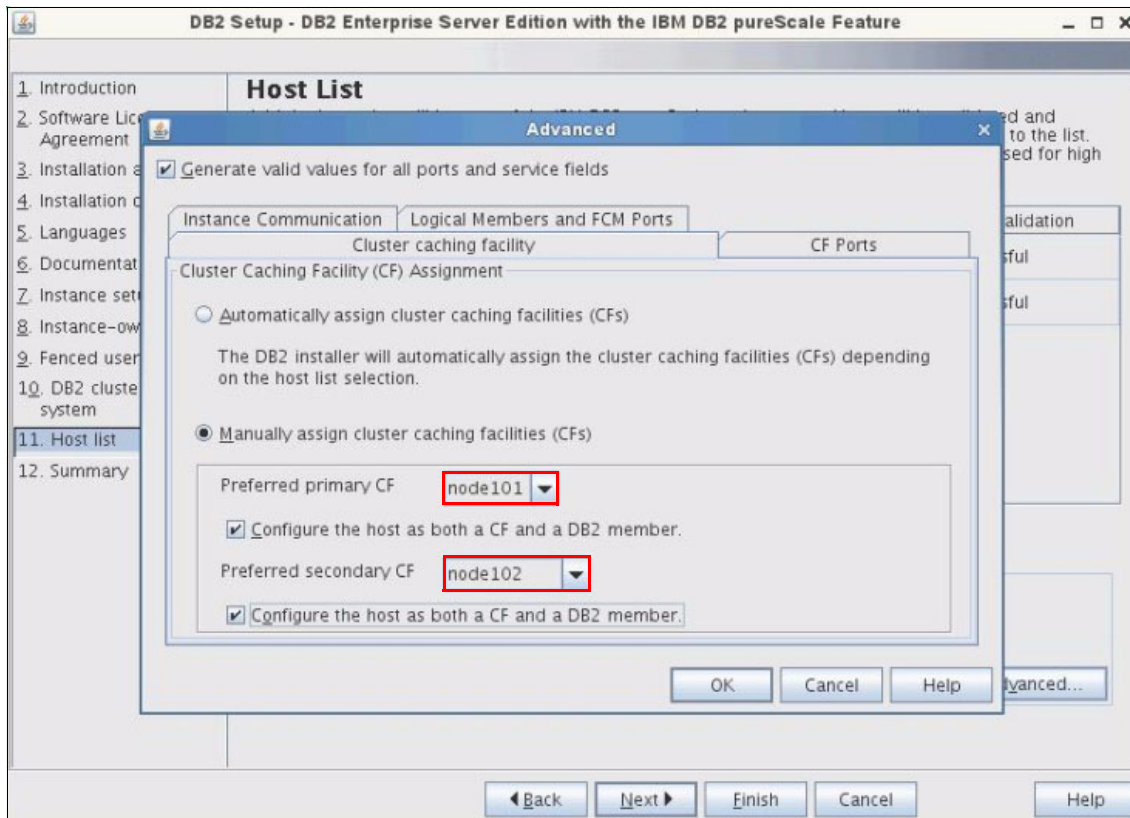 DB2 Setup - DB2 Enterprise Server Edition with the IBM DB2 pureScale Feature
1. Introduction
2. Software Lice
Agreement
3. Installation a
4. Installation o
5. Languages
6. Documentat
7. Instance setu
8. Instance-ow
9. Fenced user
10. DB2 cluste
system
11. Host list
12. Summary
Host List
ed and
to the list.
sed for high
alidation
sful
sful
Advanced
Generate valid values for all ports and service fields
Instance Communication Logical Members and FCM Ports
Cluster caching facility CF Ports
Cluster Caching Facility (CF) Assignment
Automatically assign cluster caching facilities (CFs)
The DB2 installer will automatically assign the cluster caching facilities (CFs) depending
on the host list selection.
Manually assign cluster caching facilities (CFs)
Preferred primary CF node101
Configure the host as both a CF and a DB2 member.
Preferred secondary CF node102
Configure the host as both a CF and a DB2 member.
OK Cancel Help
dvanced...
Back Next Finish Cancel Help